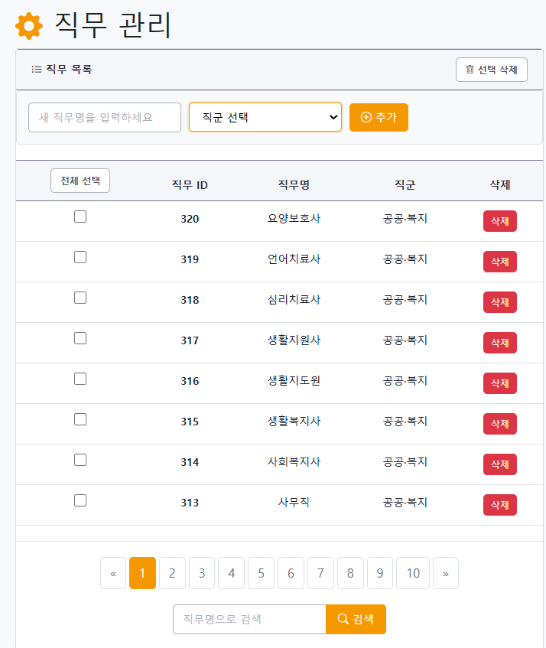 직무 관리
직무 목록 선택 삭제
새 직무명을 입력하세요 직군 선택 추가
전체 선택 직무 ID 직무명 직군 삭제
320 요양보호사 공공·복지 삭제
319 언어치료사 공공·복지 삭제
318 심리치료사 공공·복지 삭제
317 생활지원사 공공·복지 삭제
316 생활지도원 공공·복지 삭제
315 생활복지사 공공·복지 삭제
314 사회복지사 공공·복지 삭제
313 사무직 공공·복지 삭제
« 1 2 3 4 5 6 7 8 9 10 »
직무명으로 검색 검색